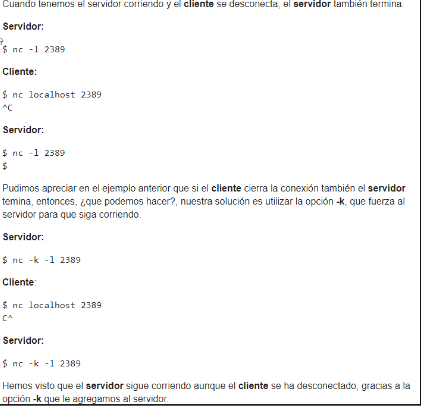 Cuando tenemos el servidor corriendo y el cliente se desconecta, el servidor también termina:
Servidor:
$ nc -l 2389
Cliente:
$ nc localhost 2389
^C
Servidor:
$ nc -l 2389
$
Pudimos apreciar en el ejemplo anterior que si el cliente cierra la conexión también el servidor
temina, entonces, ¿que podemos hacer?, nuestra solución es utilizar la opción -k, que fuerza al
servidor para que siga corriendo.
Servidor:
$ nc -k -l 2389
Cliente:
$ nc localhost 2389
C^
Servidor:
$ nc -k -l 2389
Hemos visto que el servidor sigue corriendo aunque el cliente se ha desconectado, gracias a la
opción -k que le agregamos al servidor.